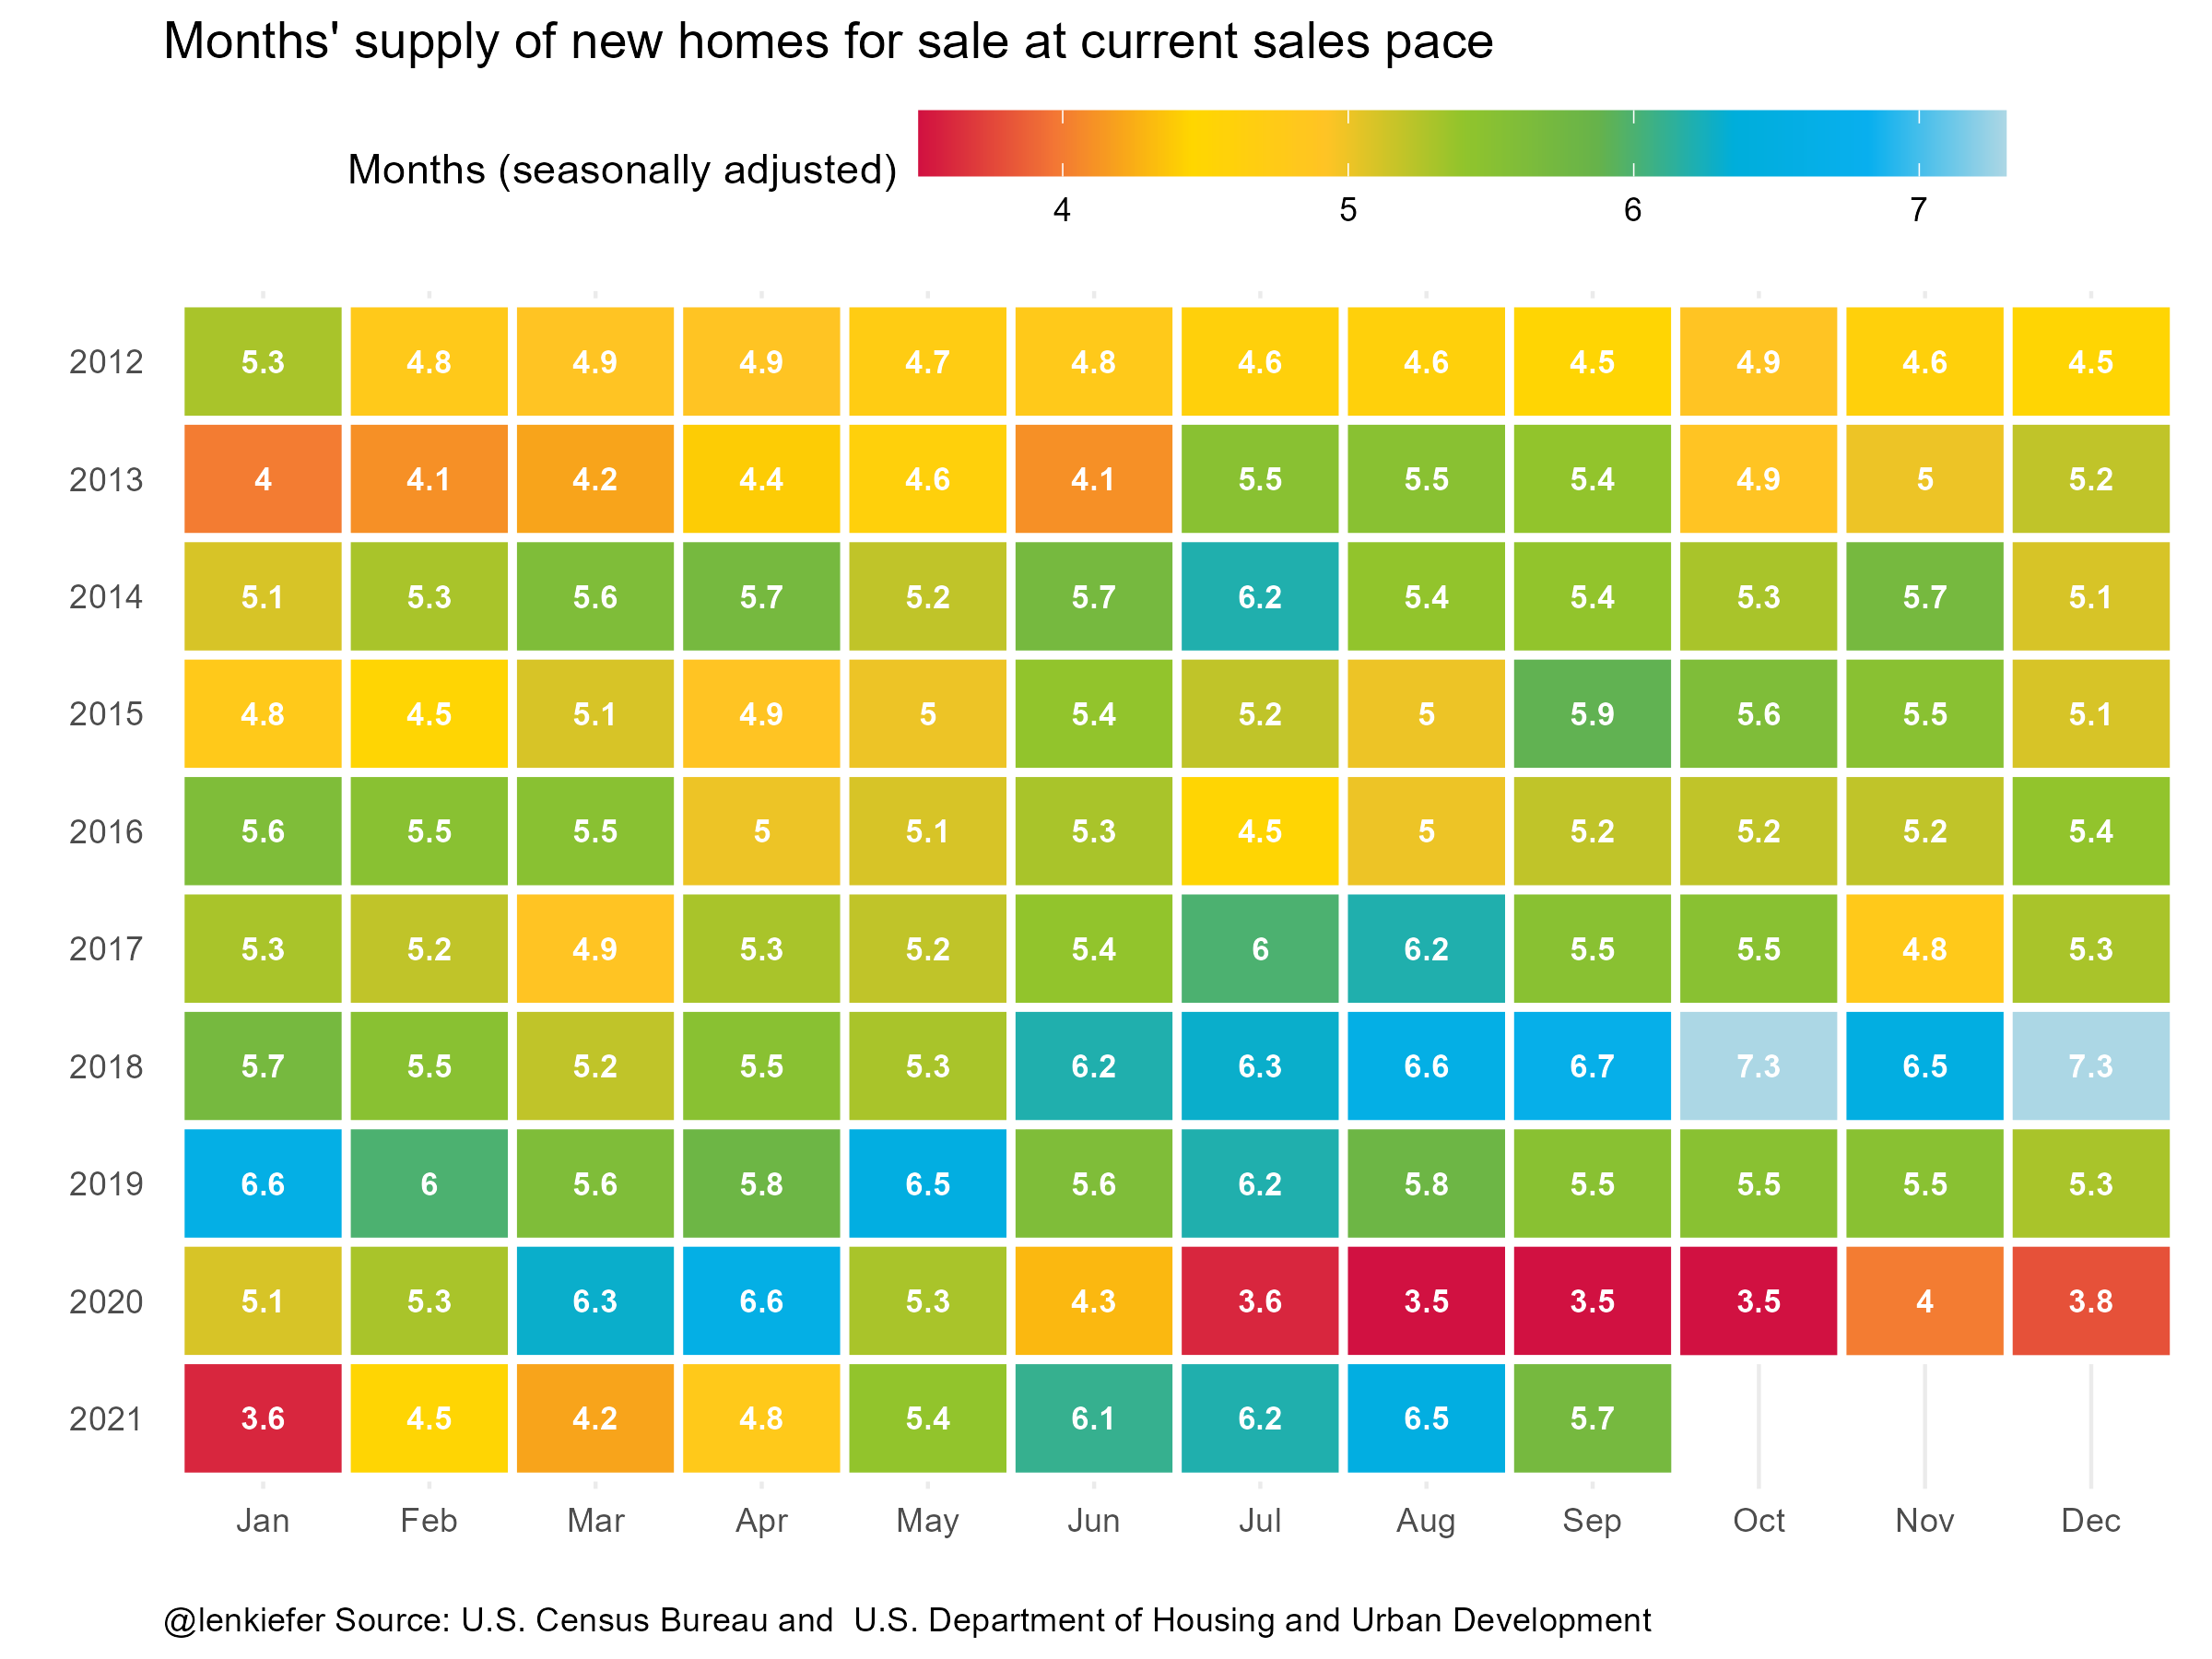 Months' supply of new homes for sale at current sales pace
Months (seasonally adjusted)
4 5 6 7
2012 5.3 4.8 4.9 4.9 4.7 4.8 4.6 4.6 4.5 4.9 4.6 4.5
2013 4 4.1 4.2 4.4 4.6 4.1 5.5 5.5 5.4 4.9 5 5.2
2014 5.1 5.3 5.6 5.7 5.2 5.7 6.2 5.4 5.4 5.3 5.7 5.1
2015 4.8 4.5 5.1 4.9 5 5.4 5.2 5 5.9 5.6 5.5 5.1
2016 5.6 5.5 5.5 5 5.1 5.3 4.5 5 5.2 5.2 5.2 5.4
2017 5.3 5.2 4.9 5.3 5.2 5.4 6 6.2 5.5 5.5 4.8 5.3
2018 5.7 5.5 5.2 5.5 5.3 6.2 6.3 6.6 6.7 7.3 6.5 7.3
2019 6.6 6 5.6 5.8 6.5 5.6 6.2 5.8 5.5 5.5 5.5 5.3
2020 5.1 5.3 6.3 6.6 5.3 4.3 3.6 3.5 3.5 3.5 4 3.8
2021 3.6 4.5 4.2 4.8 5.4 6.1 6.2 6.5 5.7
Jan Feb Mar Apr May Jun Jul Aug Sep Oct Nov Dec
@lenkiefer Source: U.S. Census Bureau and  U.S. Department of Housing and Urban Development